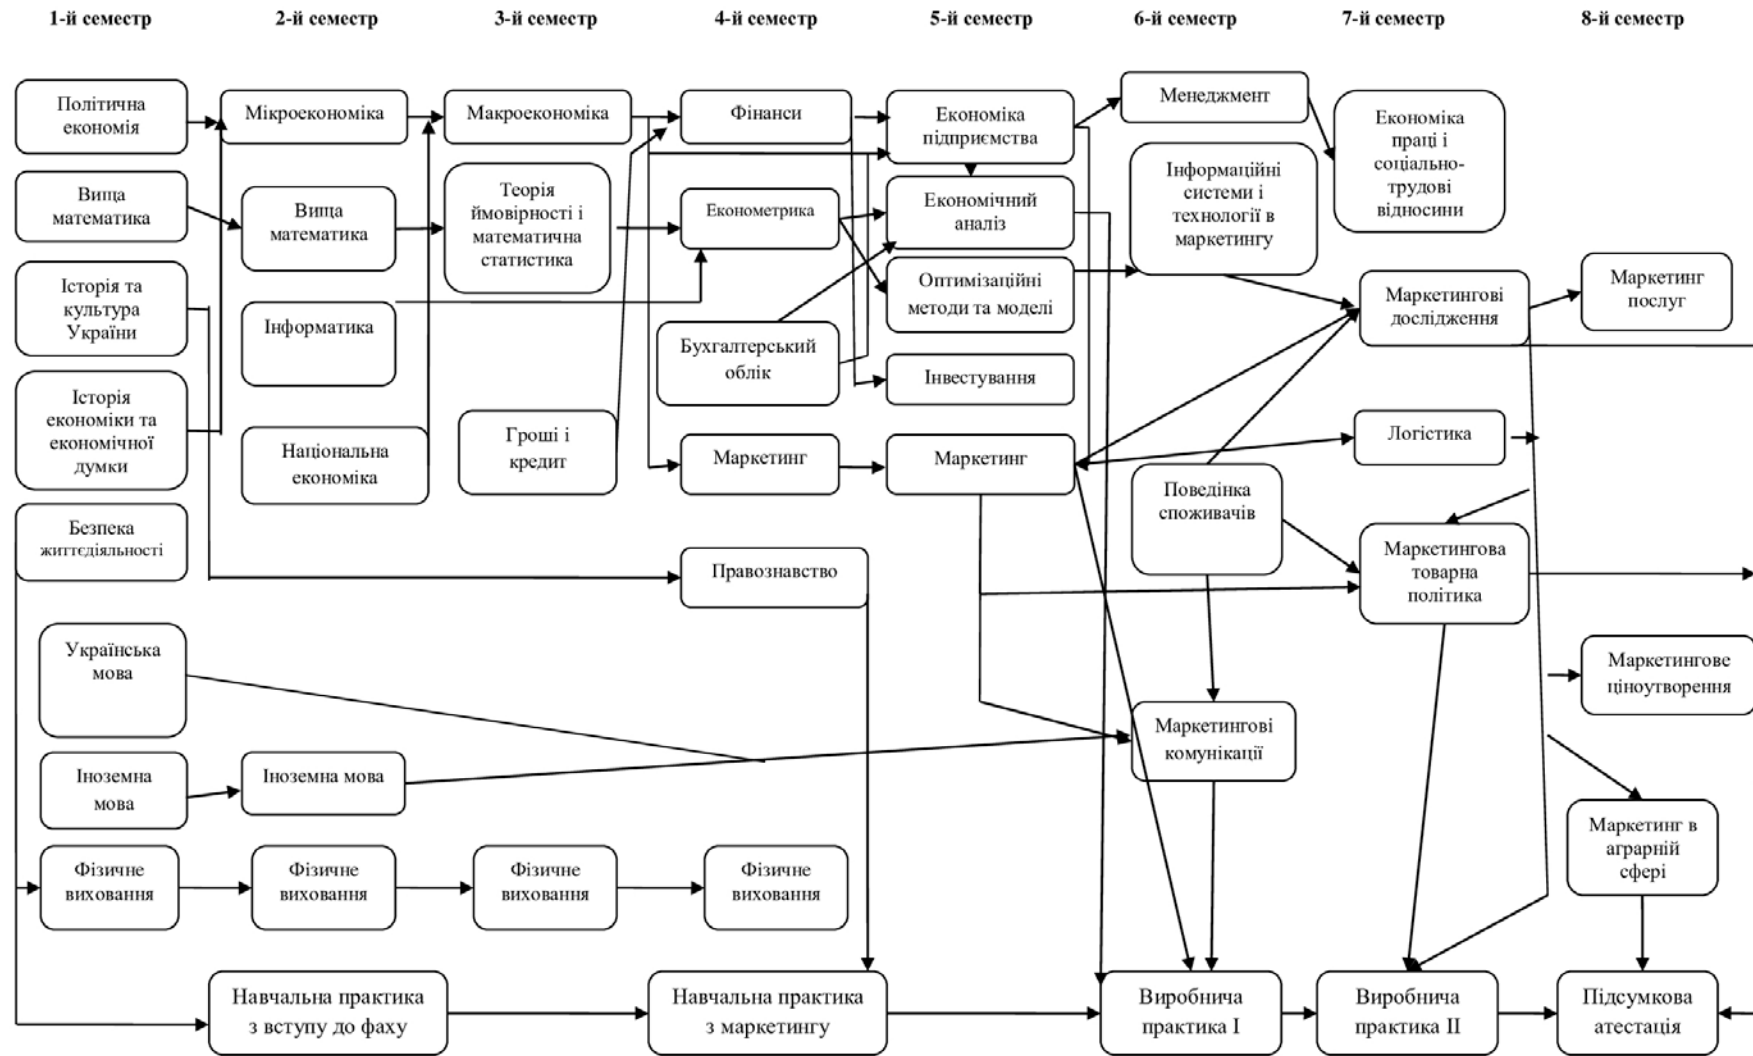 1-й семестр
2-й семестр
3-й семестр
4-й семестр
5-й семестр
6-й семестр
7-й семестр
8-й семестр
Політична
економія
Вища
математика
Історія та
культура
України
Історія
економіки та
економічної
думки
Безпека
життєдіяльності
Українська
мова
Іноземна
мова
Фізичне
виховання
Мікроекономіка
Вища
математика
Інформатика
Національна
економіка
Іноземна мова
Фізичне
виховання
Навчальна практика
з вступу до фаху
Макроекономіка
Теорія
ймовірності і
математична
статистика
Гроші і
кредит
Фізичне
виховання
Фінанси
Економетрика
Бухгалтерський
облік
Маркетинг
Правознавство
Фізичне
виховання
Навчальна практика
з маркетингу
Економіка
підприємства
Економічний
аналіз
Оптимізаційні
методи та моделі
Інвестування
Маркетинг
Менеджмент
Інформаційні
системи і
технології в
маркетингу
Поведінка
споживачів
Маркетингові
комунікації
Виробнича
практика І
Економіка
праці і
соціально-
трудові
відносини
Маркетингові
дослідження
Логістика
Маркетингова
товарна
політика
Виробнича
практика ІІ
Маркетинг
послуг
Маркетингове
ціноутворення
Маркетинг в
аграрній
сфері
Підсумкова
атестація